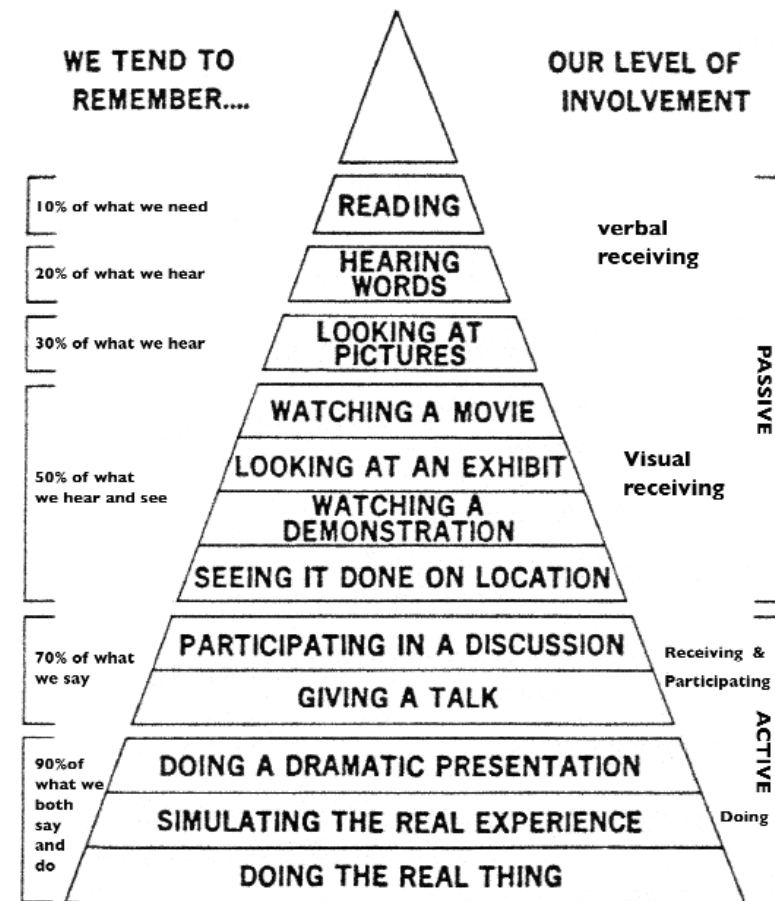 WE TEND TO
REMEMBER....
OUR LEVEL OF
INVOLVEMENT
10% of what we need
READING
verbal
receiving
20% of what we hear
HEARING
WORDS
30% of what we hear
LOOKING AT
PICTURES
PASSIVE
50% of what
we hear and see
WATCHING A MOVIE
LOOKING AT AN EXHIBIT
WATCHING A
DEMONSTRATION
SEEING IT DONE ON LOCATION
Visual
receiving
70% of what
we say
PARTICIPATING IN A DISCUSSION
GIVING A TALK
Receiving &
Participating
ACTIVE
90%of
what we
both
say
and
do
DOING A DRAMATIC PRESENTATION
SIMULATING THE REAL EXPERIENCE
DOING THE REAL THING
Doing